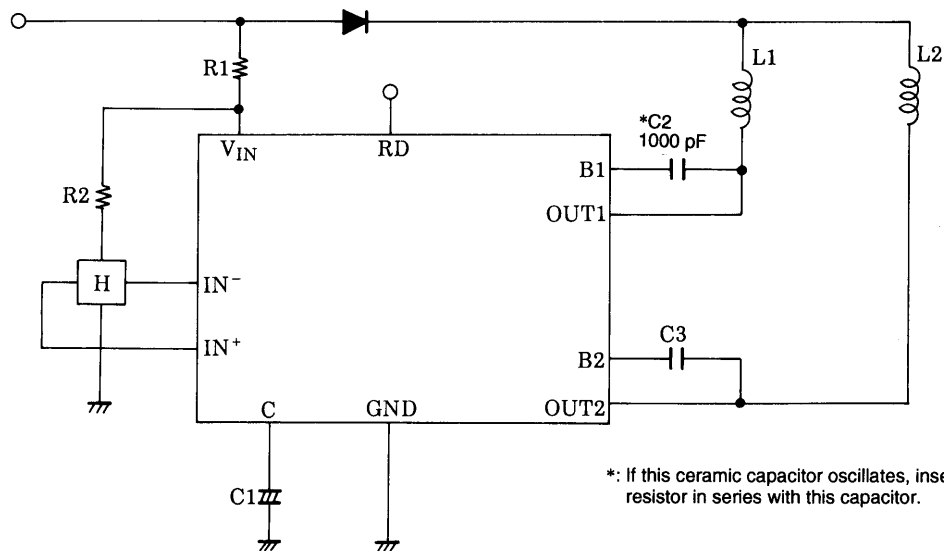 R1
L1
L2
*C2
1000 pF
VIN
RD
B1
R2
OUT1
H
IN-
IN+
C3
B2
C
GND
OUT2
C1
*: If this ceramic capacitor oscillates, inse
resistor in series with this capacitor.